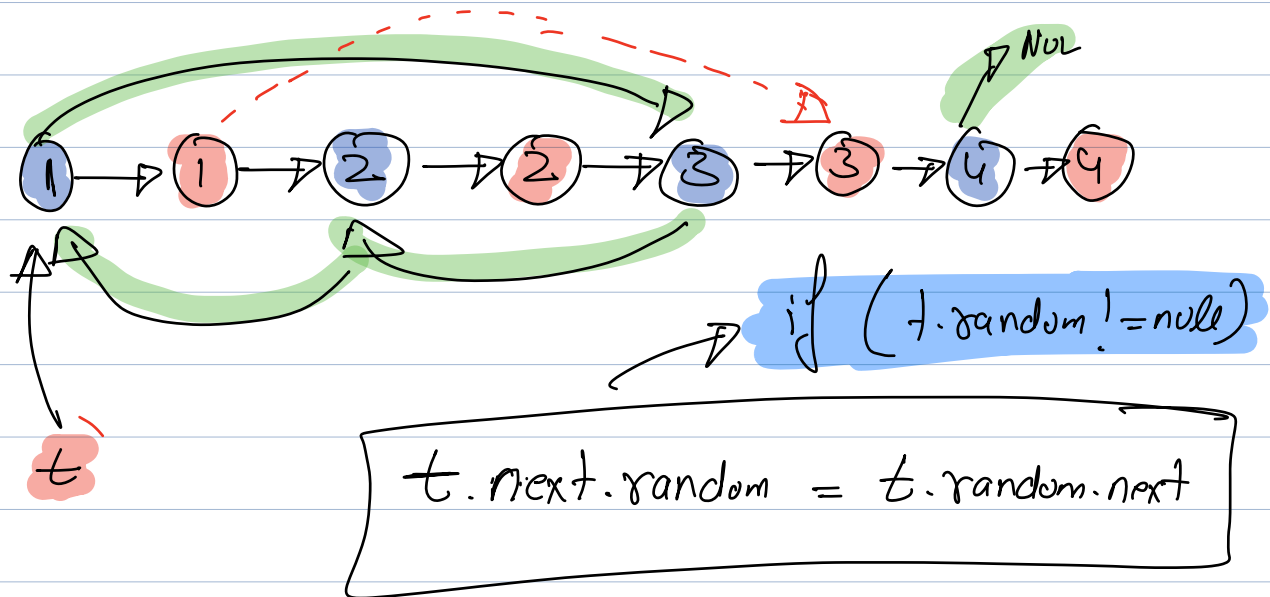 NUL
1 1 2 2 3 3 4 4
if (t.random != null)
t
t.next.random = t.random.next